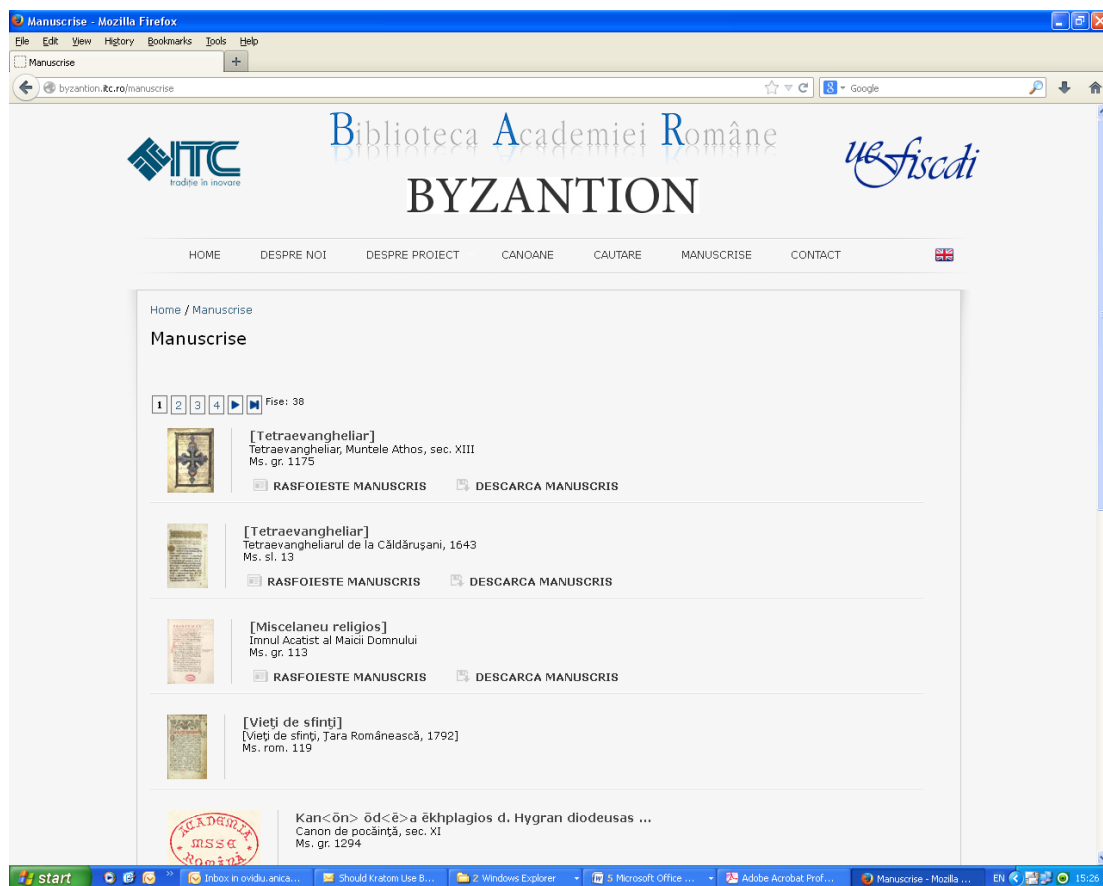 Manuscrise - Mozilla Firefox
File Edit View History Bookmarks Tools Help
Manuscrise +
byzantion.itc.ro/manuscrise
Google
ITC
tradiție în inovare
Biblioteca Academiei Române
BYZANTION
uefiscdi
HOME DESPRE NOI DESPRE PROIECT CANOANE CAUTARE MANUSCRISE CONTACT
Home / Manuscrise
Manuscrise
1 2 3 4 Fise: 38
[Tetraevangheliar]
Tetraevangheliar, Muntele Athos, sec. XIII
Ms. gr. 1175
RASFOIESTE MANUSCRIS DESCARCA MANUSCRIS
[Tetraevangheliar]
Tetraevangheliarul de la Căldăruşani, 1643
Ms. sl. 13
RASFOIESTE MANUSCRIS DESCARCA MANUSCRIS
[Miscelaneu religios]
Imnul Acatist al Maicii Domnului
Ms. gr. 113
RASFOIESTE MANUSCRIS DESCARCA MANUSCRIS
[Vieţi de sfinţi]
[Vieţi de sfinţi, Ţara Românească, 1792]
Ms. rom. 119
Kan<ōn> ōd<ē>a ēkhplagios d. Hygran diodeusas ...
Canon de pocăinţă, sec. XI
Ms. gr. 1294
ACADEMIA
MSSE
ROMÂNĂ
start Inbox in ovidiu.anica... Should Kratom Use B... 2 Windows Explorer 5 Microsoft Office ... Adobe Acrobat Prof... Manuscrise - Mozilla ... EN 15:26